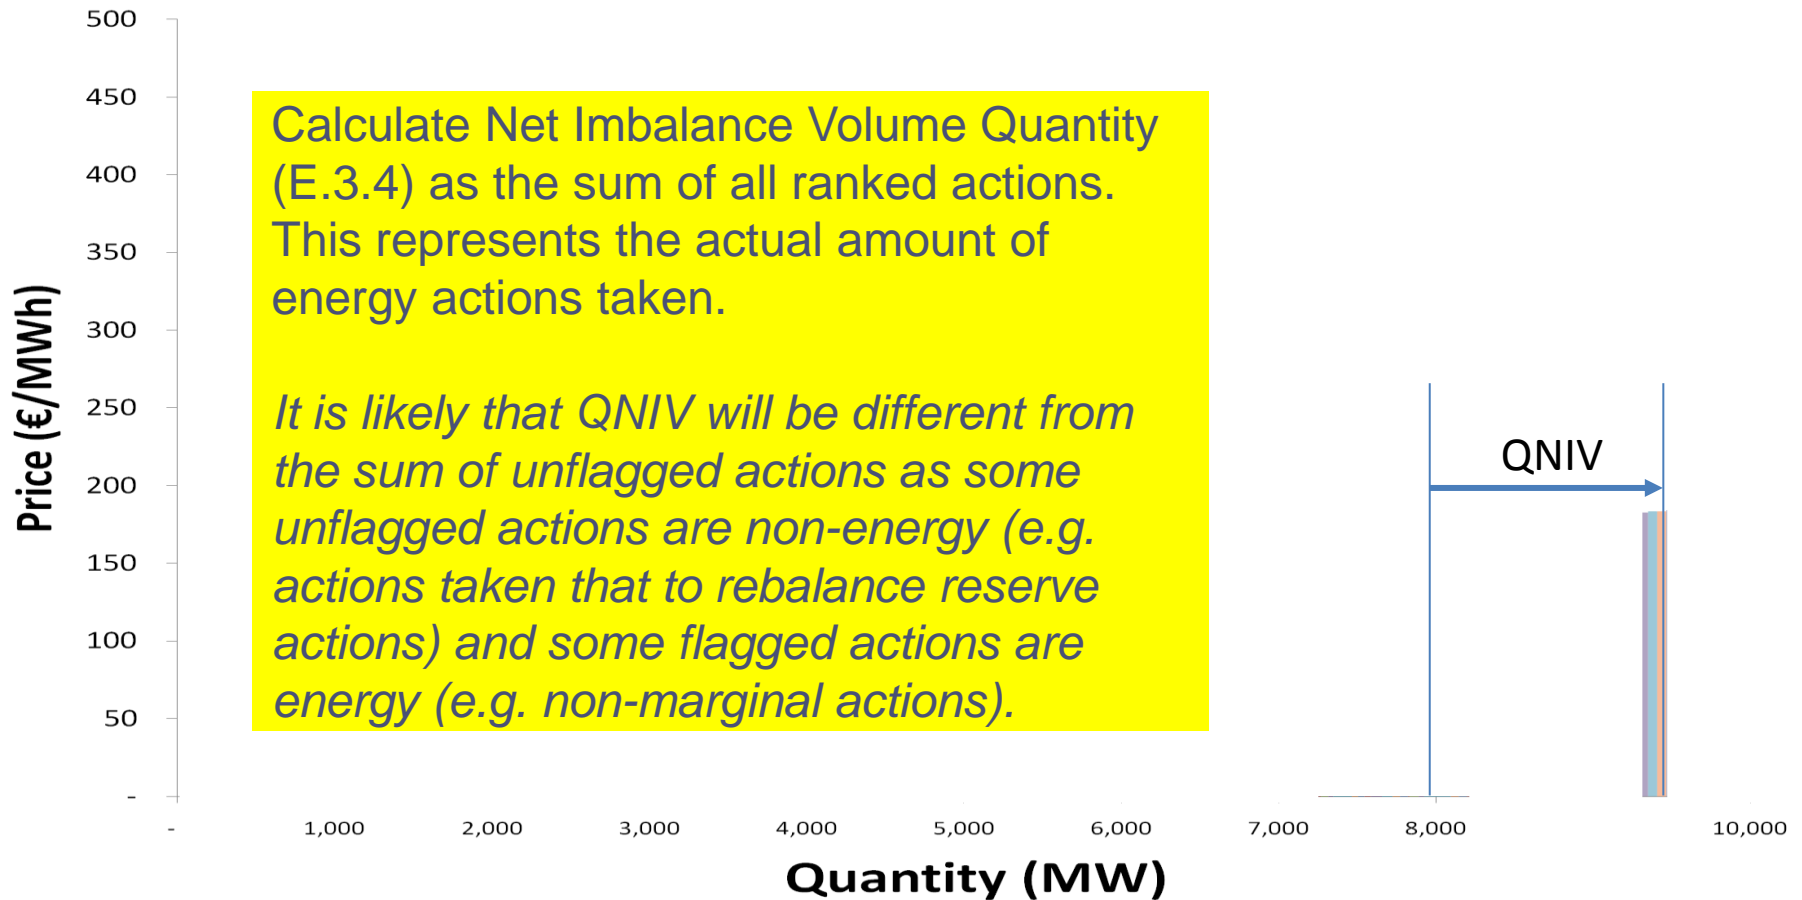 500
450
400
350
300
250
200
150
100
50
-
Price (€/MWh)
Calculate Net Imbalance Volume Quantity
(E.3.4) as the sum of all ranked actions.
This represents the actual amount of
energy actions taken.
It is likely that QNIV will be different from
the sum of unflagged actions as some
unflagged actions are non-energy (e.g.
actions taken that to rebalance reserve
actions) and some flagged actions are
energy (e.g. non-marginal actions).
QNIV
- 1,000 2,000 3,000 4,000 5,000 6,000 7,000 8,000 10,000
Quantity (MW)